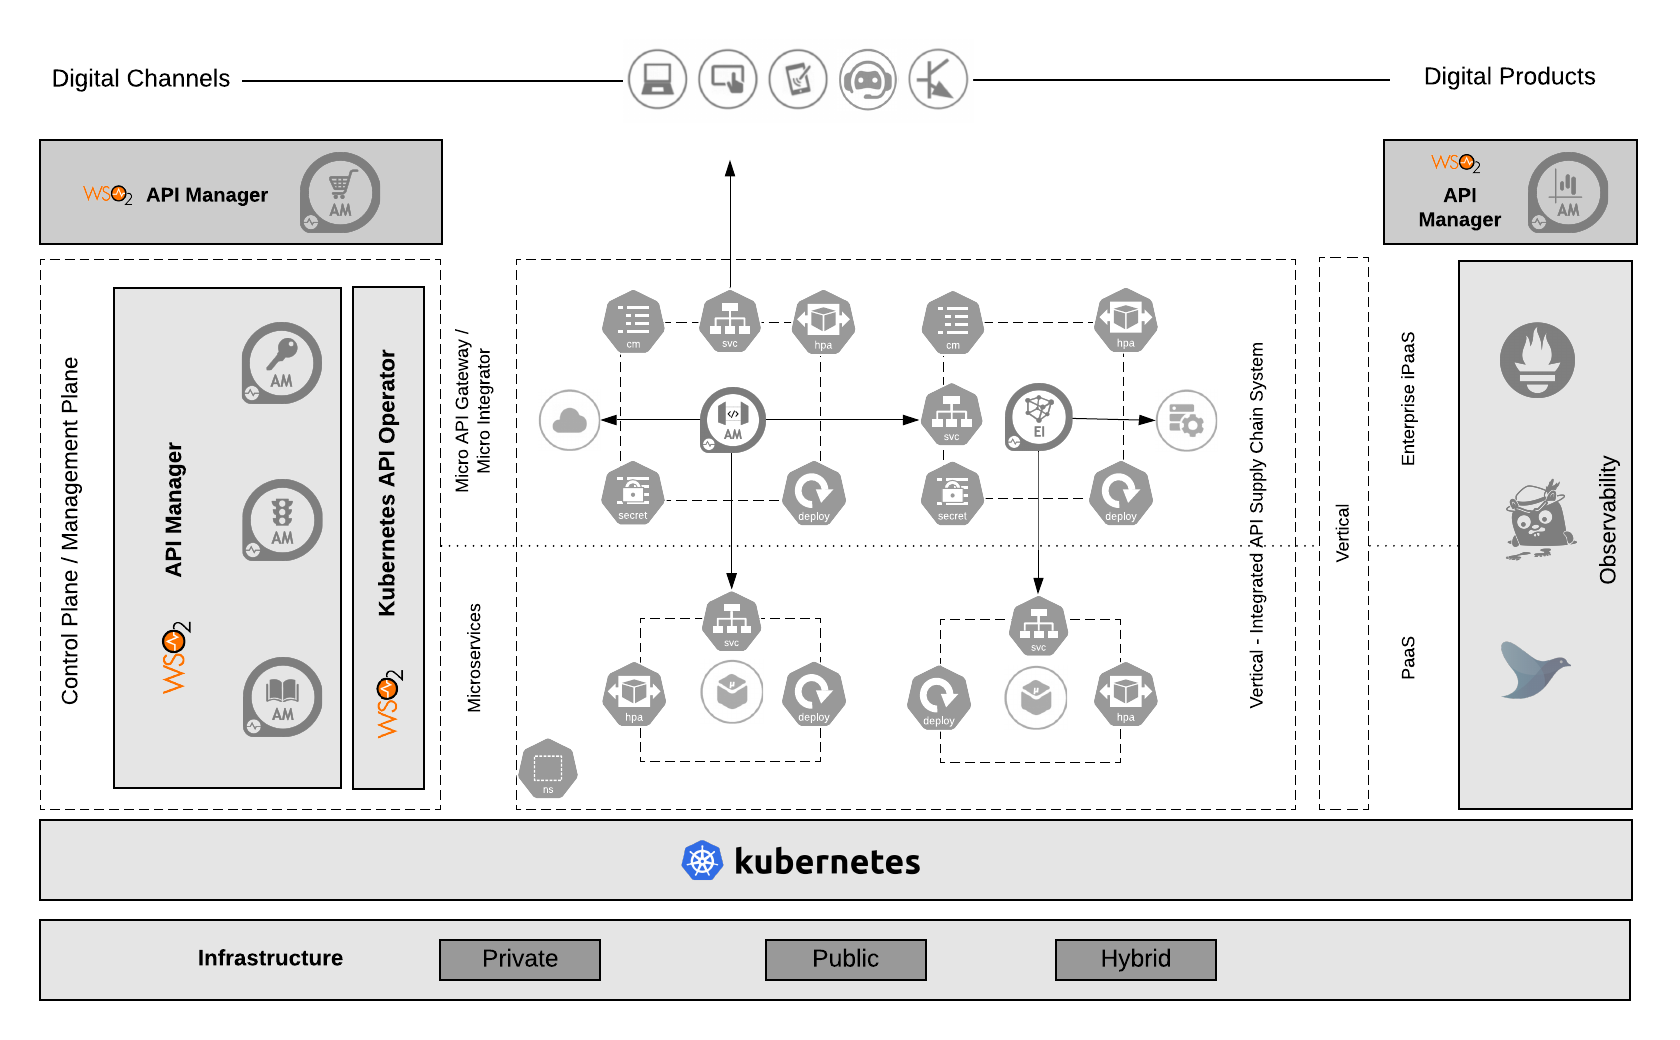 Digital Channels
Digital Products
WSO2 API Manager
AM
WSO2
API
Manager
AM
Control Plane / Management Plane
WSO2 API Manager
AM
AM
AM
WSO2 Kubernetes API Operator
Micro API Gateway /
Micro Integrator
Microservices
cm
svc
hpa
AM
secret
deploy
cm
hpa
svc
EI
secret
deploy
svc
hpa
µ
deploy
svc
deploy
µ
hpa
ns
Vertical - Integrated API Supply Chain System
Vertical
Enterprise iPaaS
PaaS
Observability
kubernetes
Infrastructure
Private
Public
Hybrid